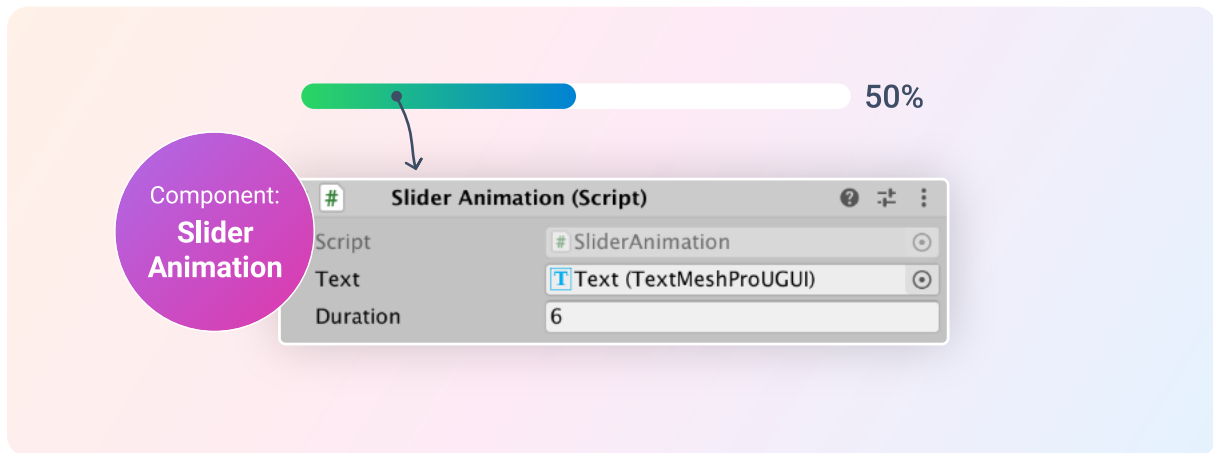 50%
Component:
Slider
Animation
# Slider Animation (Script)
Script # SliderAnimation
Text T Text (TextMeshProUGUI)
Duration 6